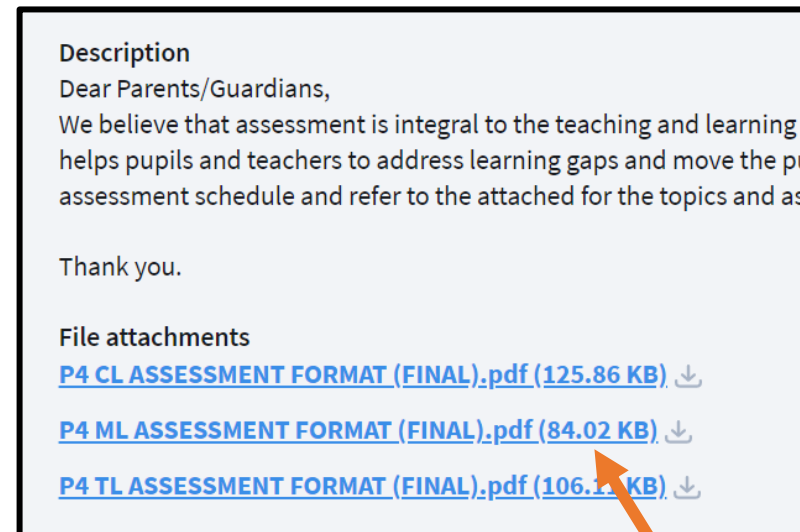 Description
Dear Parents/Guardians,
We believe that assessment is integral to the teaching and learning
helps pupils and teachers to address learning gaps and move the
assessment schedule and refer to the attached for the topics and
Thank you.
File attachments
P4 CL ASSESSMENT FORMAT (FINAL).pdf (125.86 KB)
P4 ML ASSESSMENT FORMAT (FINAL).pdf (84.02 KB)
P4 TL ASSESSMENT FORMAT (FINAL).pdf KB)